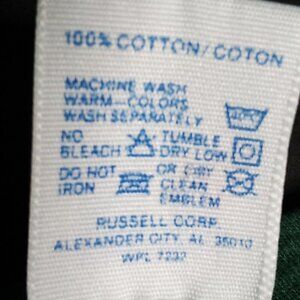 100% COTTON/COTON
MACHINE WASH
WARM-COLORS
WASH SEPARATELY
NO BLEACH TUMBLE DRY LOW
DO NOT IRON OR DRY CLEAN EMBLEM
RUSSELL CORP.
ALEXANDER CITY, AL 35010
WPL 7232